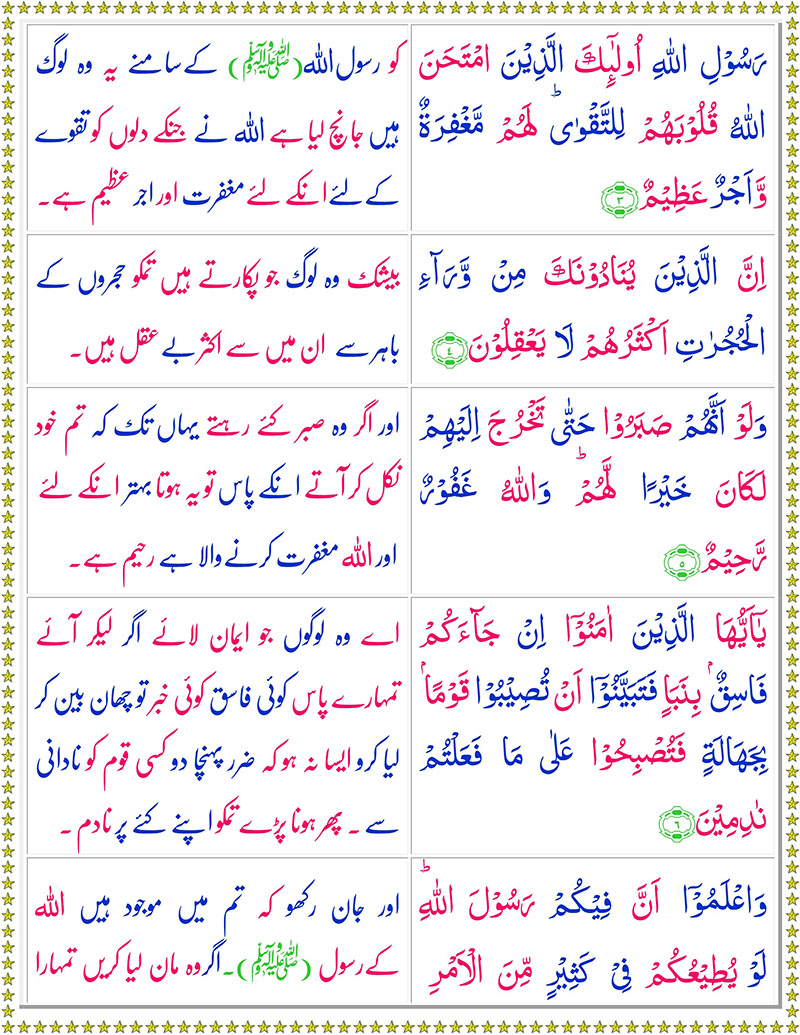 رَسُوۡلِ اللّٰهِ اُولٰٓٮِٕكَ الَّذِيۡنَ امۡتَحَنَ
اللّٰهُ قُلُوۡبَهُمۡ لِلتَّقۡوٰىؕ لَهُمۡ مَّغۡفِرَةٌ
وَّاَجۡرٌ عَظِيۡمٌ ۳
کو رسول اللہ (ﷺ) کے سامنے یہ وہ لوگ
ہیں جانچ لیا ہے اللہ نے جنکے دلوں کو تقوے
کے لئے انکے لئے مغفرت اور اجر عظیم ہے۔
اِنَّ الَّذِيۡنَ يُنَادُوۡنَكَ مِنۡ وَّرَآءِ
الۡحُجُرٰتِ اَكۡثَرُهُمۡ لَا يَعۡقِلُوۡنَ ٤
بیشک وہ لوگ جو پکارتے ہیں تمکو حجروں کے
باہر سے ان میں سے اکثر بے عقل ہیں۔
وَلَوۡ اَنَّهُمۡ صَبَرُوۡا حَتّٰى تَخۡرُجَ اِلَيۡهِمۡ
لَكَانَ خَيۡرًا لَّهُمۡؕ وَاللّٰهُ غَفُوۡرٌ
رَّحِيۡمٌ ٥
اور اگر وہ صبر کئے رہتے یہاں تک کہ تم خود
نکل کر آتے انکے پاس تو یہ ہوتا بہتر انکے لئے
اور اللہ مغفرت کرنے والا ہے رحیم ہے۔
يٰۤاَيُّهَا الَّذِيۡنَ اٰمَنُوۡۤا اِنۡ جَآءَكُمۡ
فَاسِقٌ ۢ بِنَبَاٍ فَتَبَيَّنُوۡۤا اَنۡ تُصِيۡبُوۡا قَوۡمًا ۢ
بِجَهَالَةٍ فَتُصۡبِحُوۡا عَلٰى مَا فَعَلۡتُمۡ
نٰدِمِيۡنَ ٦
اے وہ لوگوں جو ایمان لائے اگر لیکر آئے
تمہارے پاس کوئی فاسق کوئی خبر تو چھان بین کر
لیا کرو ایسا نہ ہو کہ ضرر پہنچا دو کسی قوم کو نادانی
سے ۔ پھر ہونا پڑے تمکو اپنے کئے پر نادم ۔
وَاعۡلَمُوۡۤا اَنَّ فِيۡكُمۡ رَسُوۡلَ اللّٰهِؕ
لَوۡ يُطِيۡعُكُمۡ فِىۡ كَثِيۡرٍ مِّنَ الۡاَمۡرِ
اور جان رکھو کہ تم میں موجود ہیں اللہ
کے رسول (ﷺ)۔ اگر وہ مان لیا کریں تمہارا